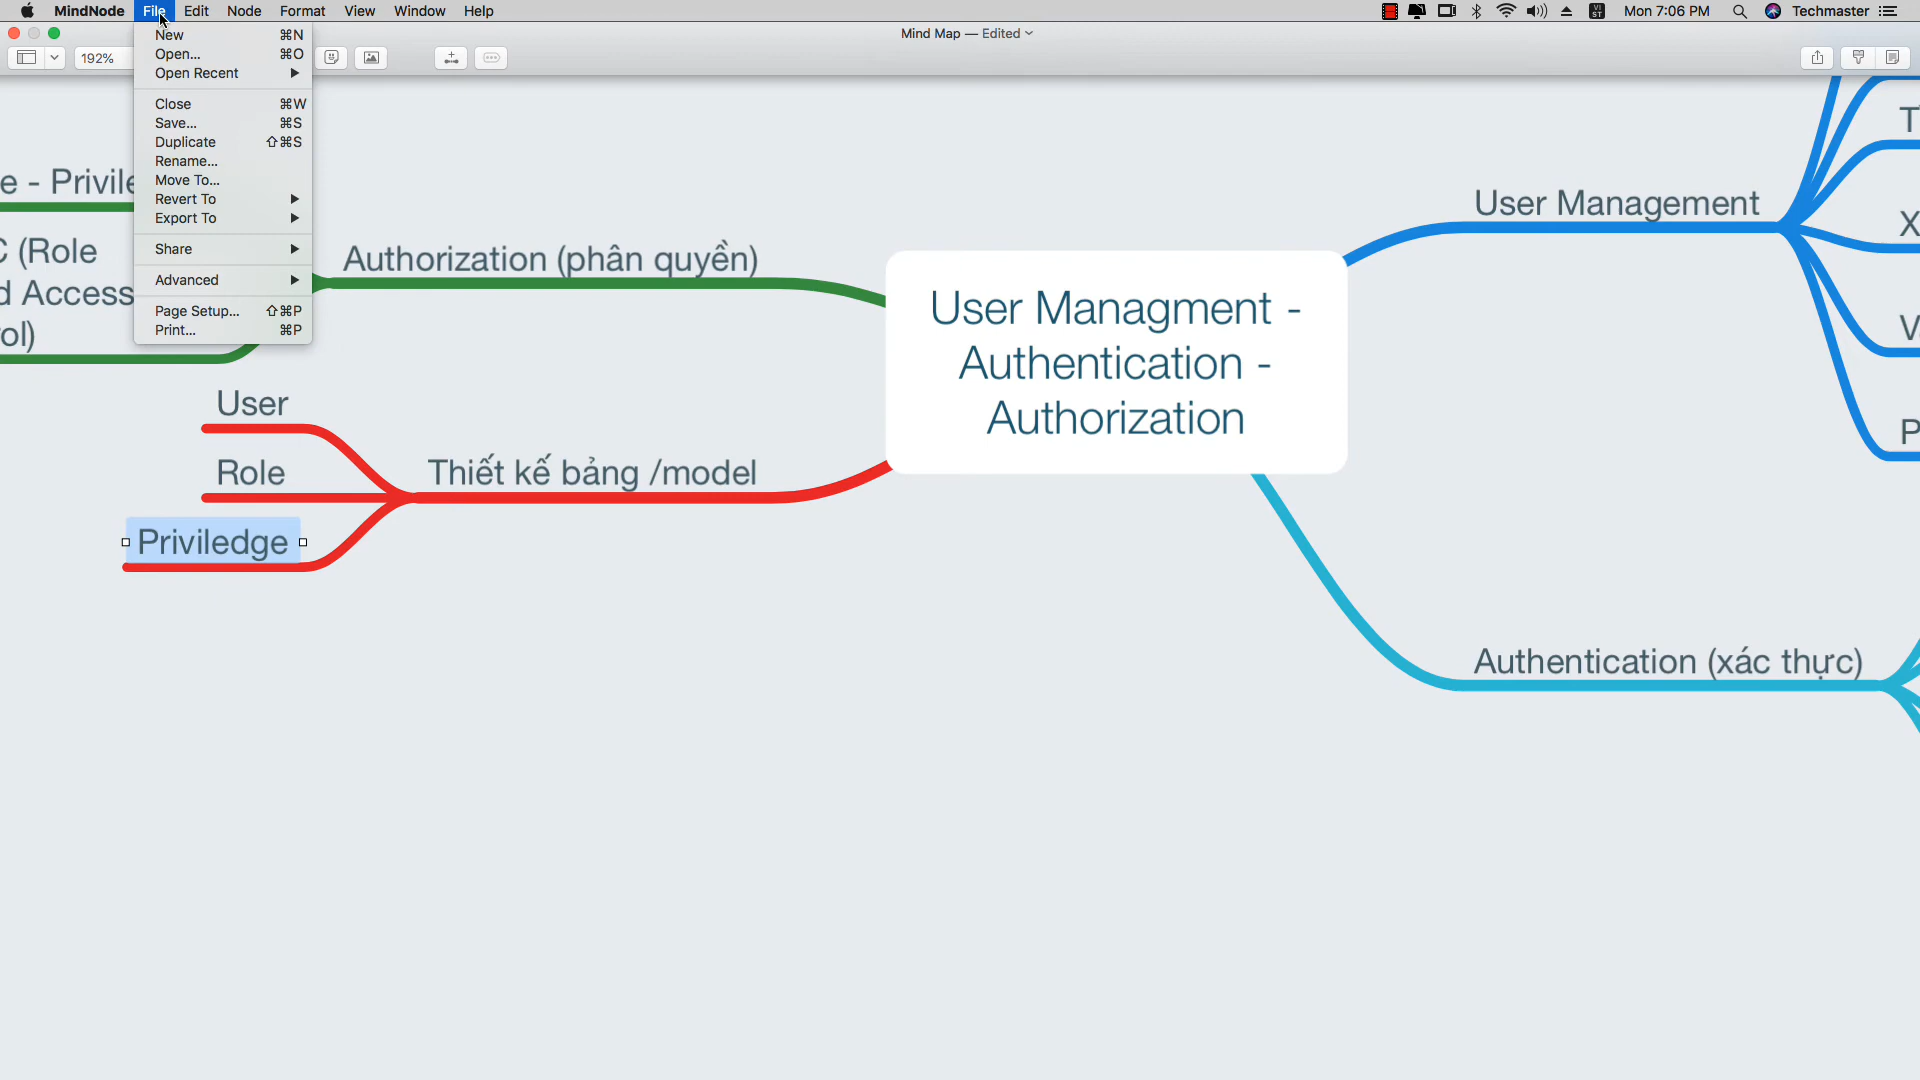 MindNode File Edit Node Format View Window Help
Mon 7:06 PM Techmaster
Mind Map — Edited
192%
New ⌘N
Open... ⌘O
Open Recent
Close ⌘W
Save... ⌘S
Duplicate ⇧⌘S
Rename...
Move To...
Revert To
Export To
Share
Advanced
Page Setup... ⇧⌘P
Print... ⌘P
e - Privile
C (Role
d Access
ol)
Authorization (phân quyền)
User
Role
Priviledge
Thiết kế bảng /model
User Managment -
Authentication -
Authorization
User Management
T
X
V
P
Authentication (xác thực)